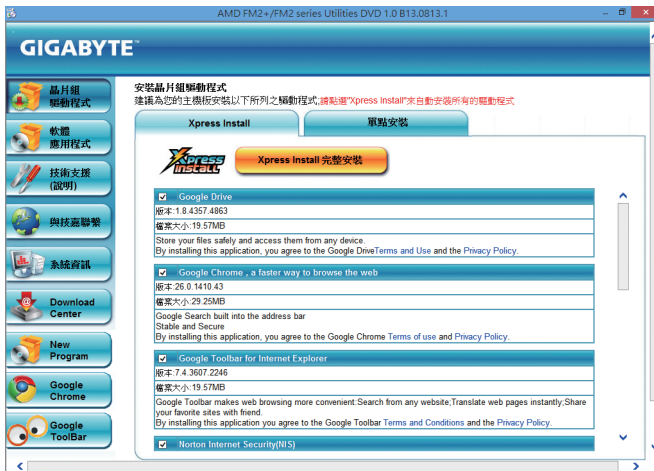 AMD FM2+/FM2 series Utilities DVD 1.0 B13.0813.1
GIGABYTE™
晶片組
驅動程式
軟體
應用程式
技術支援
(說明)
與技嘉聯繫
系統資訊
Download
Center
New
Program
Google
Chrome
Google
ToolBar
安裝晶片組驅動程式
建議為您的主機板安裝以下所列之驅動程式;請點選"Xpress Install"來自動安裝所有的驅動程式
Xpress Install
單點安裝
Xpress
Install
Xpress Install 完整安裝
Google Drive
版本:1.8.4357.4863
檔案大小:19.57MB
Store your files safely and access them from any device.
By installing this application, you agree to the Google DriveTerms and Use and the Privacy Policy.
Google Chrome , a faster way to browse the web
版本:26.0.1410.43
檔案大小:29.25MB
Google Search built into the address bar
Stable and Secure
By installing this application, you agree to the Google Chrome Terms of use and Privacy Policy.
Google Toolbar for Internet Explorer
版本:7.4.3607.2246
檔案大小:19.57MB
Google Toolbar makes web browsing more convenient:Search from any website;Translate web pages instantly;Share
your favorite sites with friend.
By installing this application you agree to the Google Toolbar Terms and Conditions and the Privacy Policy.
Norton Internet Security(NIS)